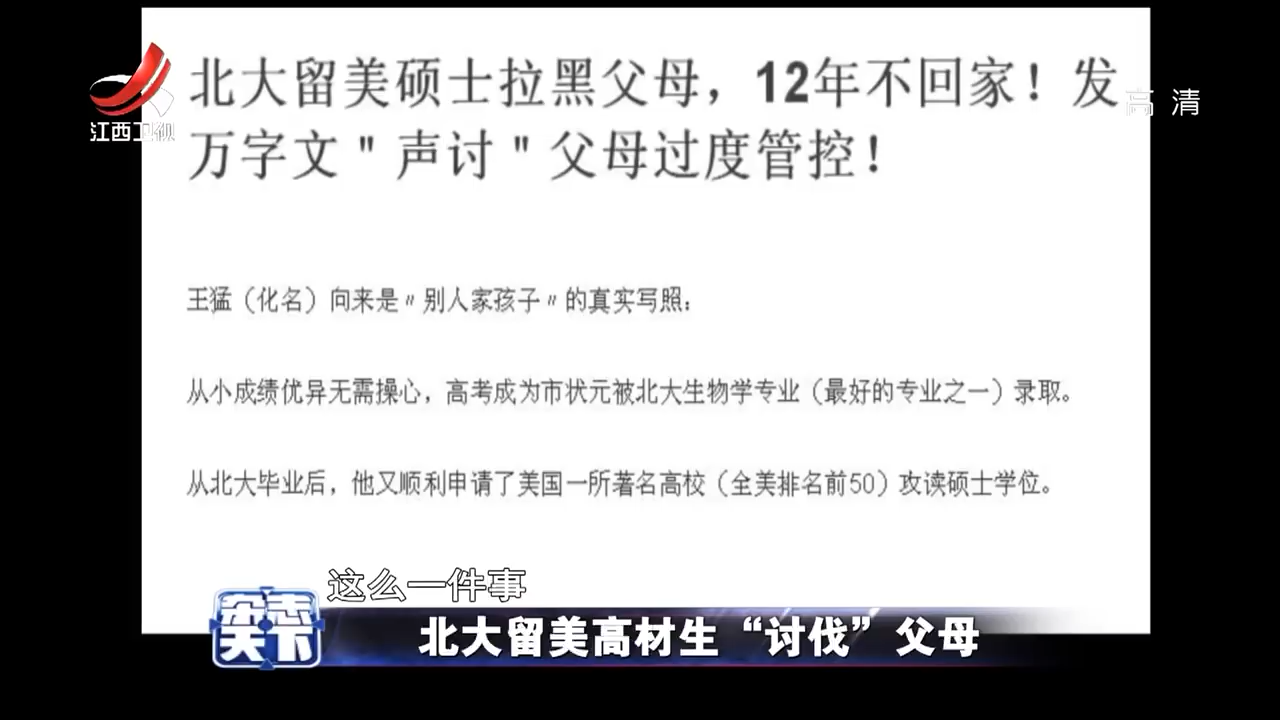 北大留美硕士拉黑父母，12年不回家！发
高清
江西卫视
万字文"声讨"父母过度管控！
王猛（化名）向来是〃别人家孩子〃的真实写照：
从小成绩优异无需操心，高考成为市状元被北大生物学专业（最好的专业之一）录取。
从北大毕业后，他又顺利申请了美国一所著名高校（全美排名前50）攻读硕士学位。
这么一件事
杂志
天下
北大留美高材生“讨伐”父母